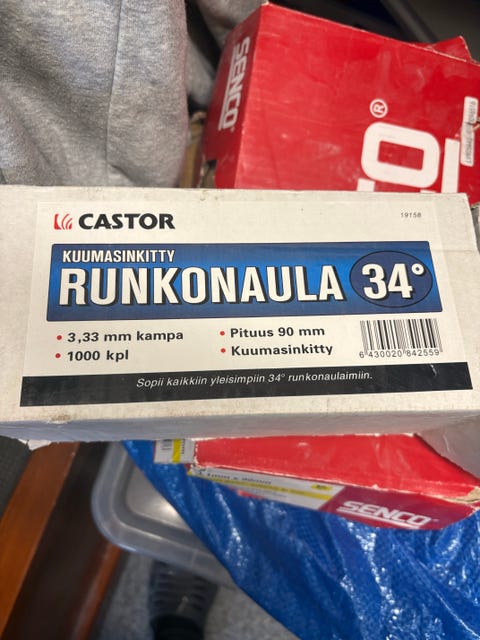 SENCO
®
CASTOR
19158
KUUMASINKITTY
RUNKONAULA 34°
• 3,33 mm kampa
• 1000 kpl
• Pituus 90 mm
• Kuumasinkitty
6 430020 842559
Sopii kaikkiin yleisimpiin 34° runkonaulaimiin.
SENCO